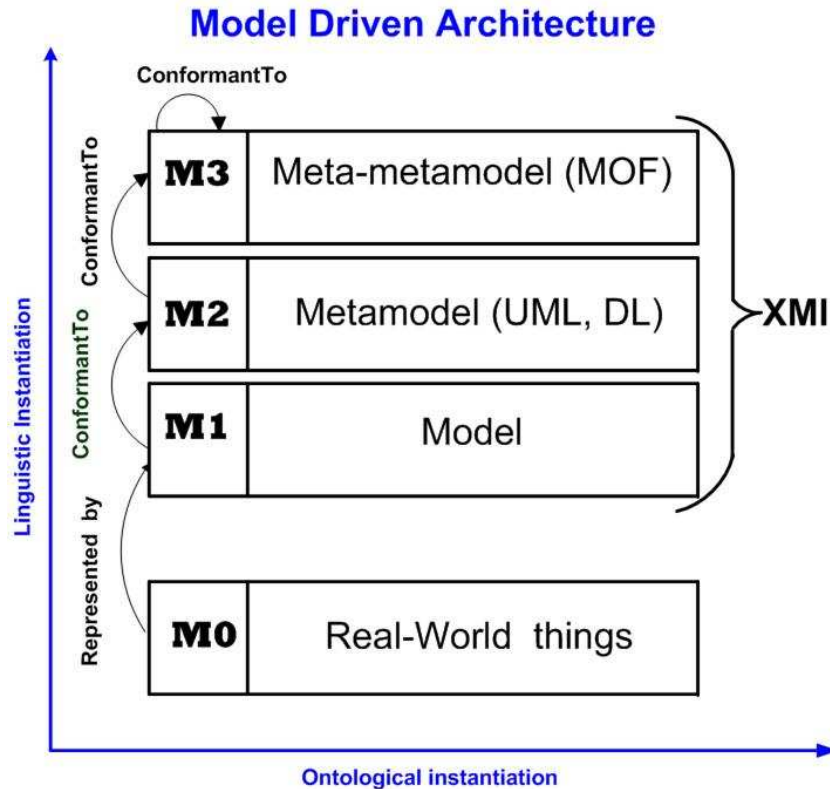 Model Driven Architecture
ConformantTo
M3
Meta-metamodel (MOF)
ConformantTo
M2
Metamodel (UML, DL)
XMI
ConformantTo
M1
Model
Represented by
M0
Real-World things
Linguistic Instantiation
Ontological instantiation